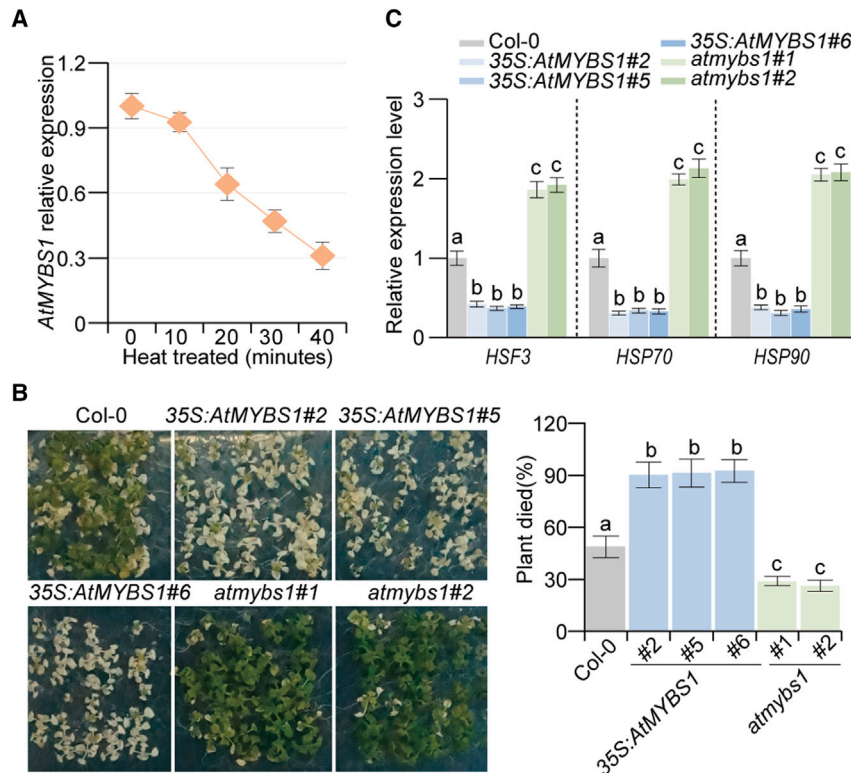 A
AtMYBS1 relative expression
1.2
0.9
0.6
0.3
0
0 10 20 30 40
Heat treated (minutes)
C
Col-0
35S:AtMYBS1#2
35S:AtMYBS1#5
35S:AtMYBS1#6
atmybs1#1
atmybs1#2
Relative expression level
3
2
1
0
a b b b c c
a b b b c c
a b b b c c
HSF3 HSP70 HSP90
B
Col-0 35S:AtMYBS1#2 35S:AtMYBS1#5
35S:AtMYBS1#6 atmybs1#1 atmybs1#2
Plant died(%)
120
90
60
30
0
a b b b c c
Col-0 #2 #5 #6 #1 #2
35S:AtMYBS1 atmybs1